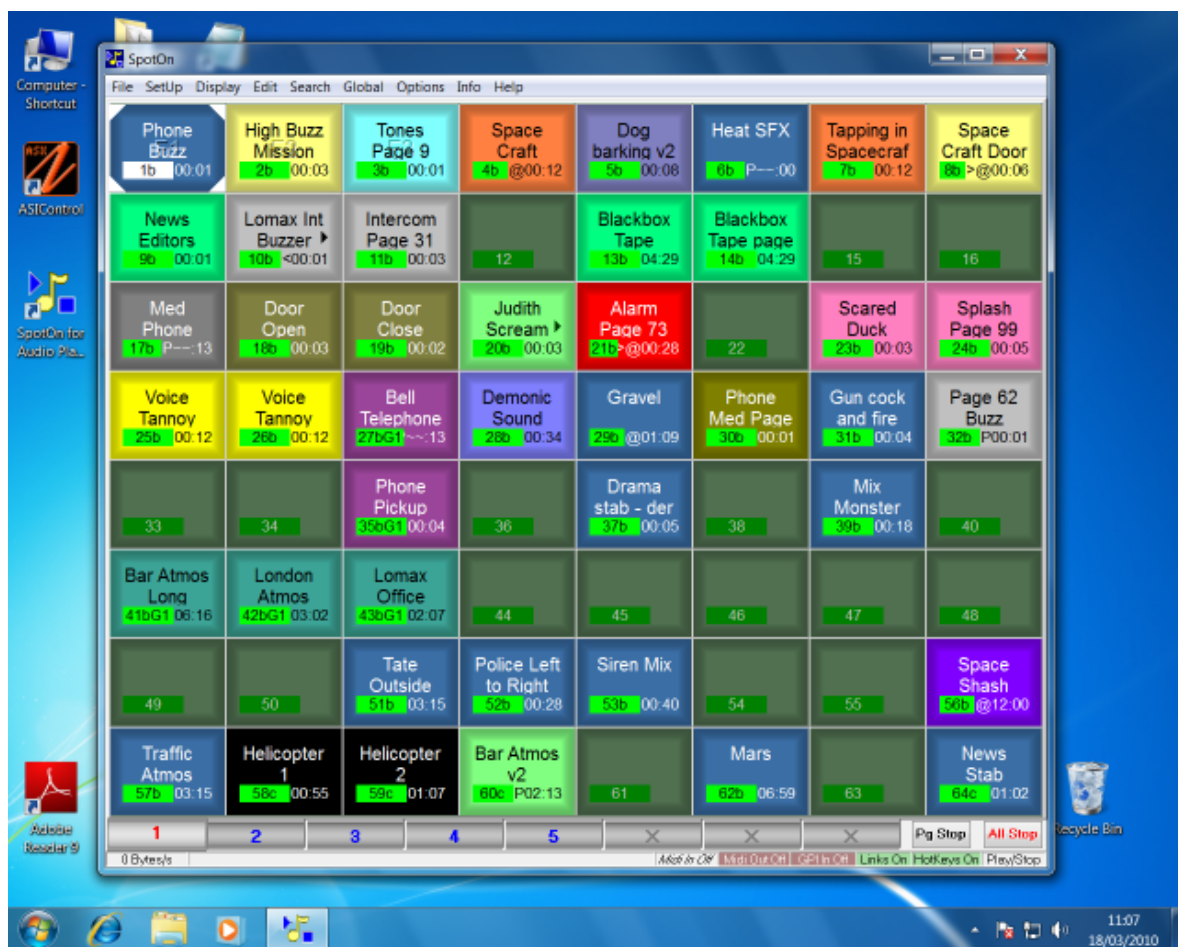 Computer -
Shortcut
ASIControl
SpotOn for
Audio Pla...
Adobe
Reader 9
Recycle Bin
SpotOn
File SetUp Display Edit Search Global Options Info Help
Phone
Buzz
1b 00:01
High Buzz
Mission
2b 00:03
Tones
Page 9
3b 00:01
Space
Craft
4b @00:12
Dog
barking v2
5b 00:08
Heat SFX
6b P~~:00
Tapping in
Spacecraf
7b 00:12
Space
Craft Door
8b >@00:06
News
Editors
9b 00:01
Lomax Int
Buzzer
10b <00:01
Intercom
Page 31
11b 00:03
12
Blackbox
Tape
13b 04:29
Blackbox
Tape page
14b 04:29
15
16
Med
Phone
17b P~~:13
Door
Open
18b 00:03
Door
Close
19b 00:02
Judith
Scream
20b 00:03
Alarm
Page 73
21b>@00:28
22
Scared
Duck
23b 00:03
Splash
Page 99
24b 00:05
Voice
Tannoy
25b 00:12
Voice
Tannoy
26b 00:12
Bell
Telephone
27bG1~~:13
Demonic
Sound
28b 00:34
Gravel
29b @01:09
Phone
Med Page
30b 00:01
Gun cock
and fire
31b 00:04
Page 62
Buzz
32b P00:01
33
34
Phone
Pickup
35bG1 00:04
36
Drama
stab - der
37b 00:05
38
Mix
Monster
39b 00:18
40
Bar Atmos
Long
41bG1 06:16
London
Atmos
42bG1 03:02
Lomax
Office
43bG1 02:07
44
45
46
47
48
49
50
Tate
Outside
51b 03:15
Police Left
to Right
52b 00:28
Siren Mix
53b 00:40
54
55
Space
Shash
56b @12:00
Traffic
Atmos
57b 03:15
Helicopter
1
58c 00:55
Helicopter
2
59c 01:07
Bar Atmos
v2
60c P02:13
61
Mars
62b 06:59
63
News
Stab
64c 01:02
1 2 3 4 5 Pg Stop All Stop
0 Bytes/s Midi In Off Midi Out Off GPI In Off Links On HotKeys On Play/Stop
11:07
18/03/2010